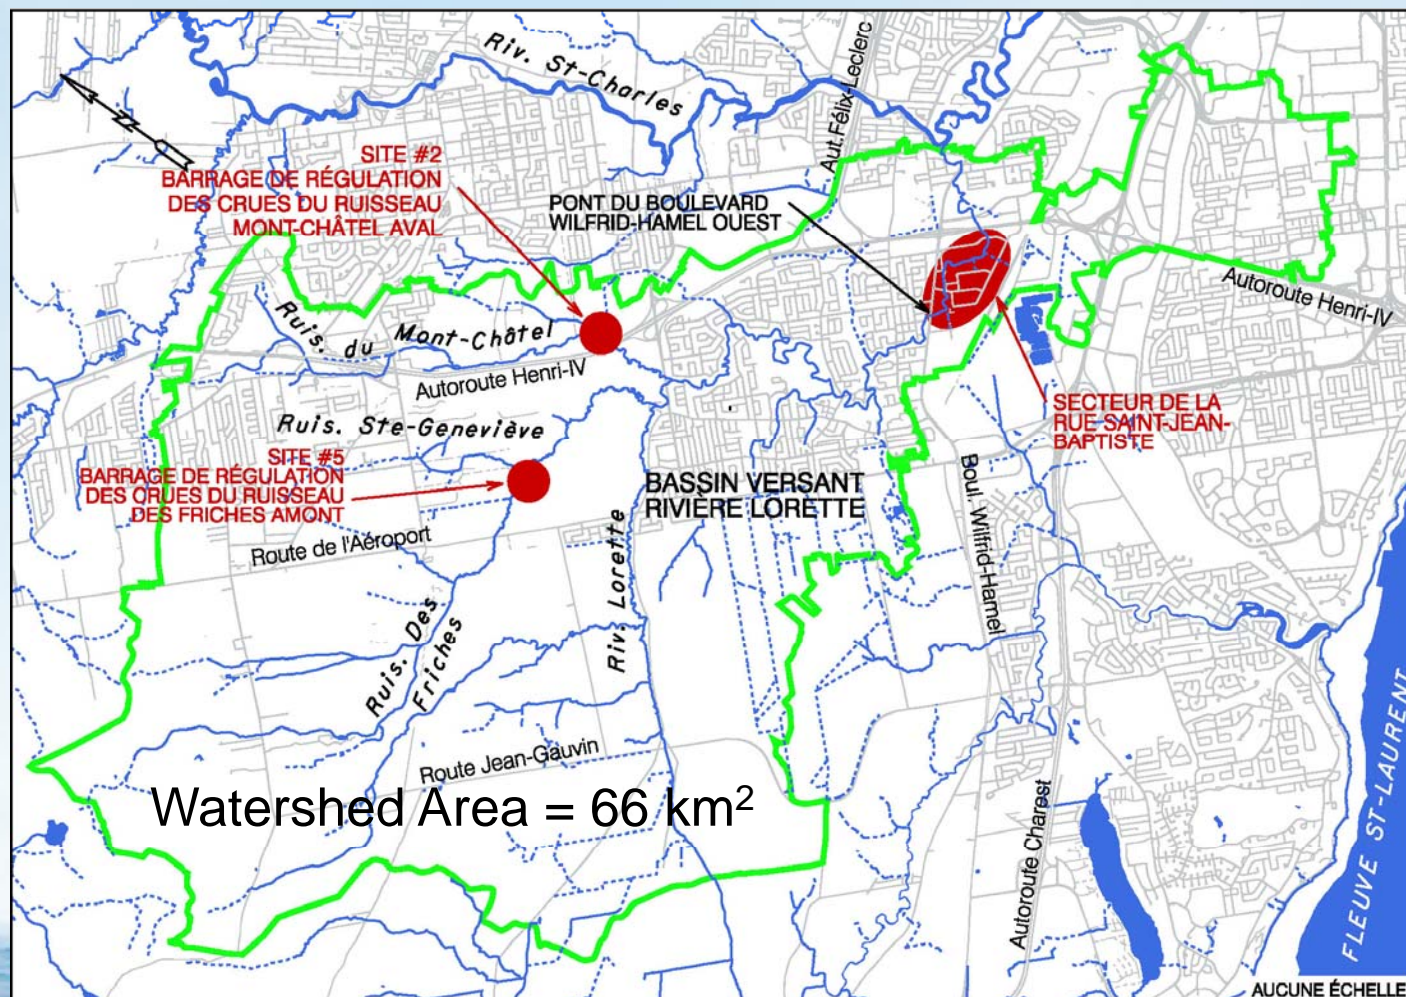 Riv. St-Charles
Aut.Félix-Leclerc
N
SITE #2
BARRAGE DE RÉGULATION
DES CRUES DU RUISSEAU
MONT-CHÂTEL AVAL
PONT DU BOULEVARD
WILFRID-HAMEL OUEST
Autoroute Henri-IV
Ruis. du Mont-Châtel
Autoroute Henri-IV
SECTEUR DE LA
RUE SAINT-JEAN-
BAPTISTE
Ruis. Ste-Geneviève
SITE #5
BARRAGE DE RÉGULATION
DES CRUES DU RUISSEAU
DES FRICHES AMONT
BASSIN VERSANT
RIVIÈRE LORETTE
Boul. Wilfrid-Hamel
Route de l'Aéroport
Riv. Lorette
Ruis. Des
Friches
Route Jean-Gauvin
Watershed Area = 66 km²
Autoroute Charest
FLEUVE ST-LAURENT
AUCUNE ÉCHELLE